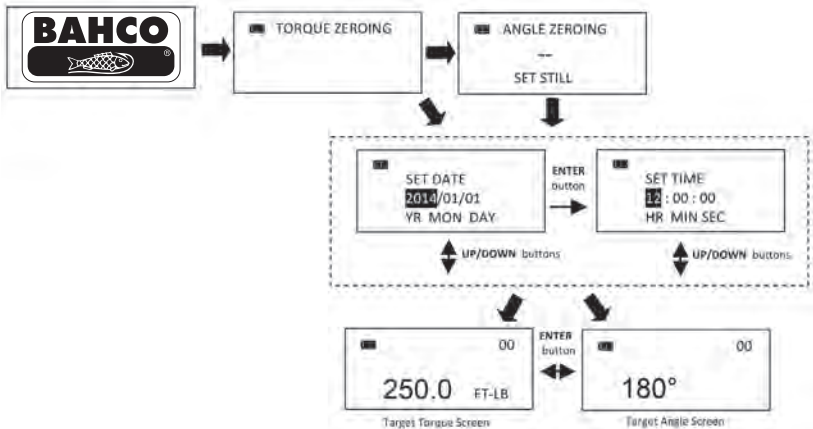 BAHCO
®
TORQUE ZEROING
ANGLE ZEROING
--
SET STILL
SET DATE
2014/01/01
YR MON DAY
ENTER
button
SET TIME
12 : 00 : 00
HR MIN SEC
UP/DOWN buttons
UP/DOWN buttons
00
250.0 FT-LB
Target Torque Screen
ENTER
button
00
180°
Target Angle Screen